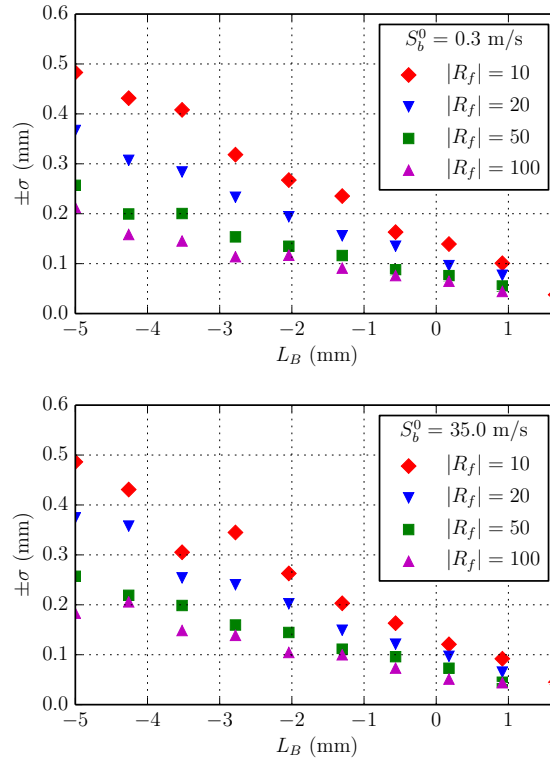 0.6
0.5
0.4
0.3
0.2
0.1
0.0
±σ (mm)
−5 −4 −3 −2 −1 0 1
L_B (mm)
S_b^0 = 0.3 m/s
|R_f| = 10
|R_f| = 20
|R_f| = 50
|R_f| = 100
0.6
0.5
0.4
0.3
0.2
0.1
0.0
±σ (mm)
−5 −4 −3 −2 −1 0 1
L_B (mm)
S_b^0 = 35.0 m/s
|R_f| = 10
|R_f| = 20
|R_f| = 50
|R_f| = 100